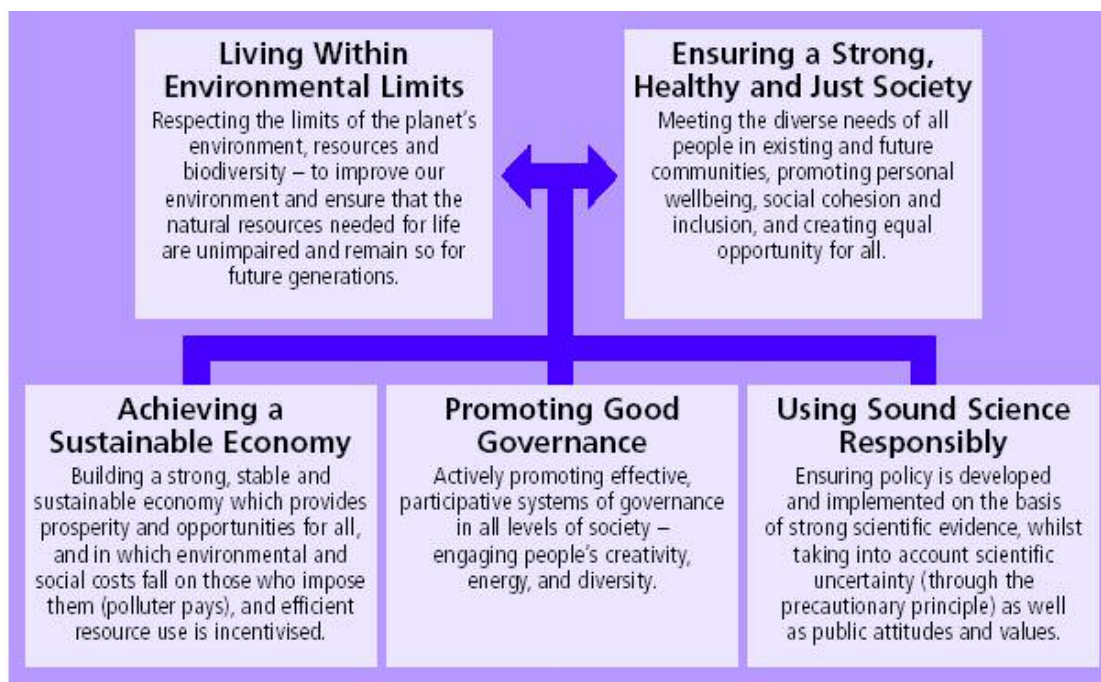 Living Within
Environmental Limits
Respecting the limits of the planet's
environment, resources and
biodiversity – to improve our
environment and ensure that the
natural resources needed for life
are unimpaired and remain so for
future generations.
Ensuring a Strong,
Healthy and Just Society
Meeting the diverse needs of all
people in existing and future
communities, promoting personal
wellbeing, social cohesion and
inclusion, and creating equal
opportunity for all.
Achieving a
Sustainable Economy
Building a strong, stable and
sustainable economy which provides
prosperity and opportunities for all,
and in which environmental and
social costs fall on those who impose
them (polluter pays), and efficient
resource use is incentivised.
Promoting Good
Governance
Actively promoting effective,
participative systems of governance
in all levels of society –
engaging people's creativity,
energy, and diversity.
Using Sound Science
Responsibly
Ensuring policy is developed
and implemented on the basis
of strong scientific evidence, whilst
taking into account scientific
uncertainty (through the
precautionary principle) as well
as public attitudes and values.